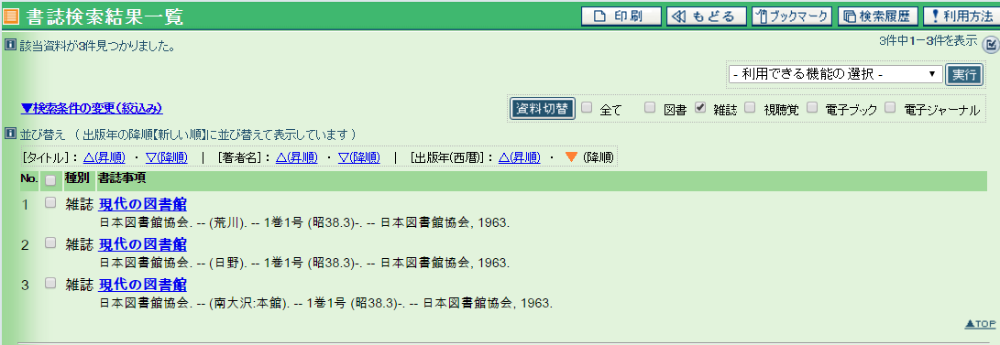 書誌検索結果一覧 印刷 もどる ブックマーク 検索履歴 !利用方法
該当資料が3件見つかりました。 3件中1－3件を表示
- 利用できる機能の選択 - ▼ 実行
▼検索条件の変更(絞込み) 資料切替 全て 図書 雑誌 視聴覚 電子ブック 電子ジャーナル
並び替え （ 出版年の降順【新しい順】に並び替えて表示しています ）
[タイトル]： △(昇順) ・ ▽(降順) | [著者名]： △(昇順) ・ ▽(降順) | [出版年(西暦)]： △(昇順) ・ ▼ (降順)
No. 種別 書誌事項
1 雑誌 現代の図書館
日本図書館協会. -- (荒川). -- 1巻1号 (昭38.3)-. -- 日本図書館協会, 1963.
2 雑誌 現代の図書館
日本図書館協会. -- (日野). -- 1巻1号 (昭38.3)-. -- 日本図書館協会, 1963.
3 雑誌 現代の図書館
日本図書館協会. -- (南大沢:本館). -- 1巻1号 (昭38.3)-. -- 日本図書館協会, 1963.
▲TOP